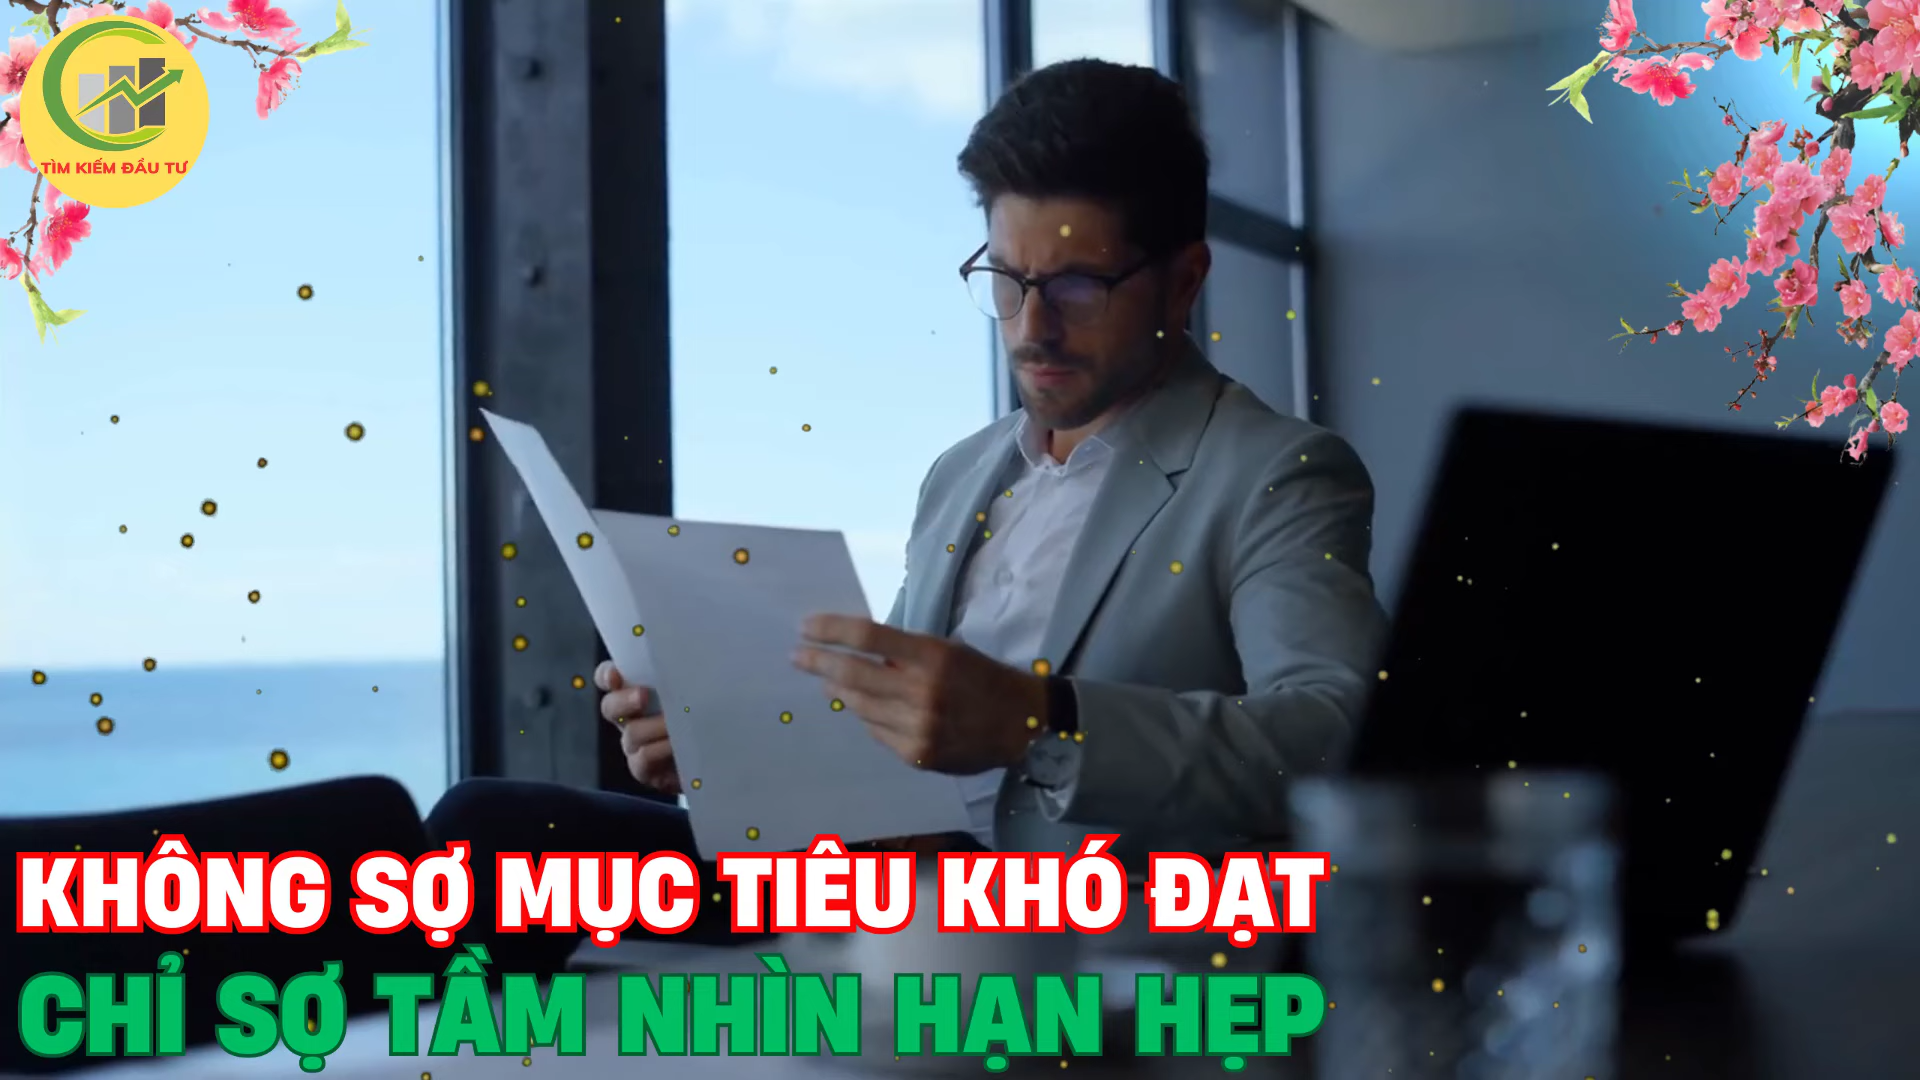 TÌM KIẾM ĐẦU TƯ
KHÔNG SỢ MỤC TIÊU KHÓ ĐẠT
CHỈ SỢ TẦM NHÌN HẠN HẸP